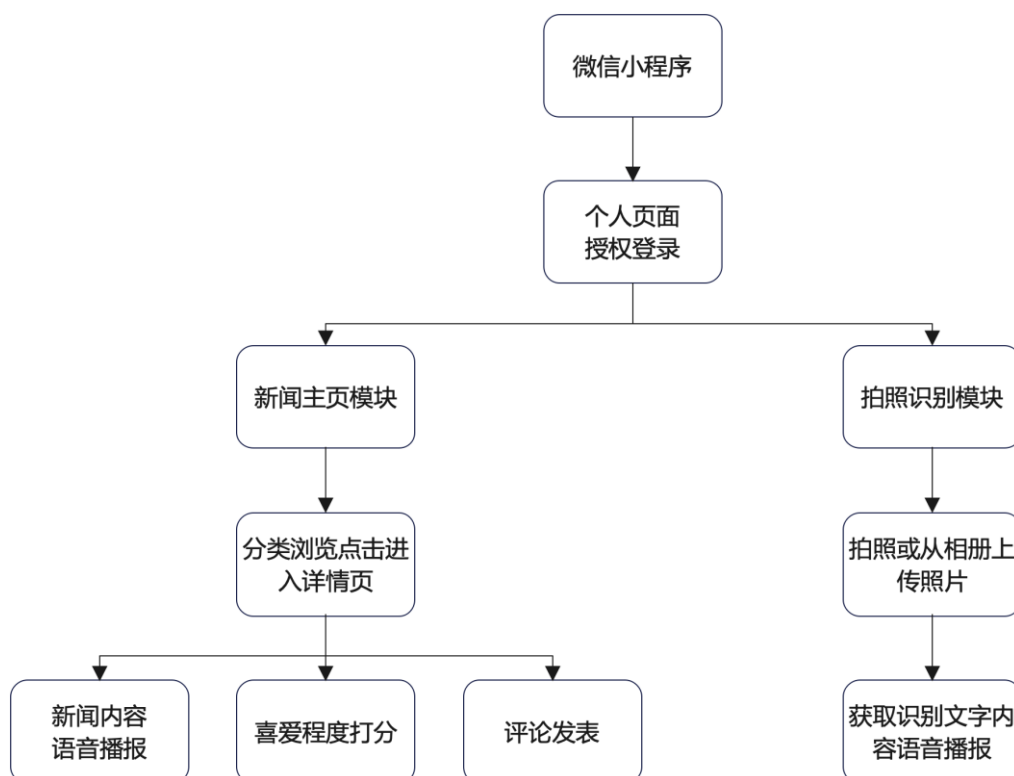 微信小程序
个人页面
授权登录
新闻主页模块
拍照识别模块
分类浏览点击进
入详情页
拍照或从相册上
传照片
新闻内容
语音播报
喜爱程度打分
评论发表
获取识别文字内
容语音播报